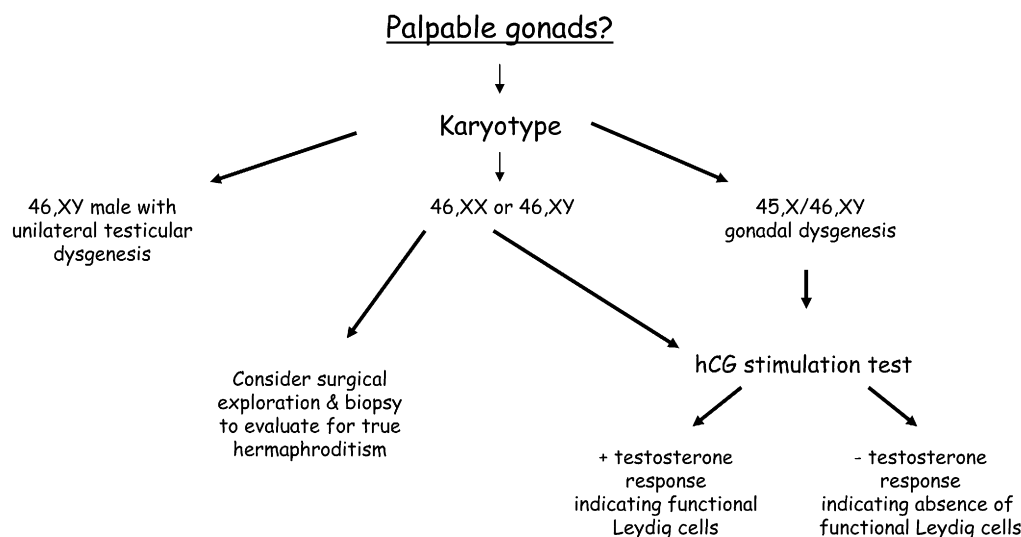 Palpable gonads?
Karyotype
46,XY male with
unilateral testicular
dysgenesis
46,XX or 46,XY
45,X/46,XY
gonadal dysgenesis
Consider surgical
exploration & biopsy
to evaluate for true
hermaphroditism
hCG stimulation test
+ testosterone
response
indicating functional
Leydig cells
- testosterone
response
indicating absence of
functional Leydig cells